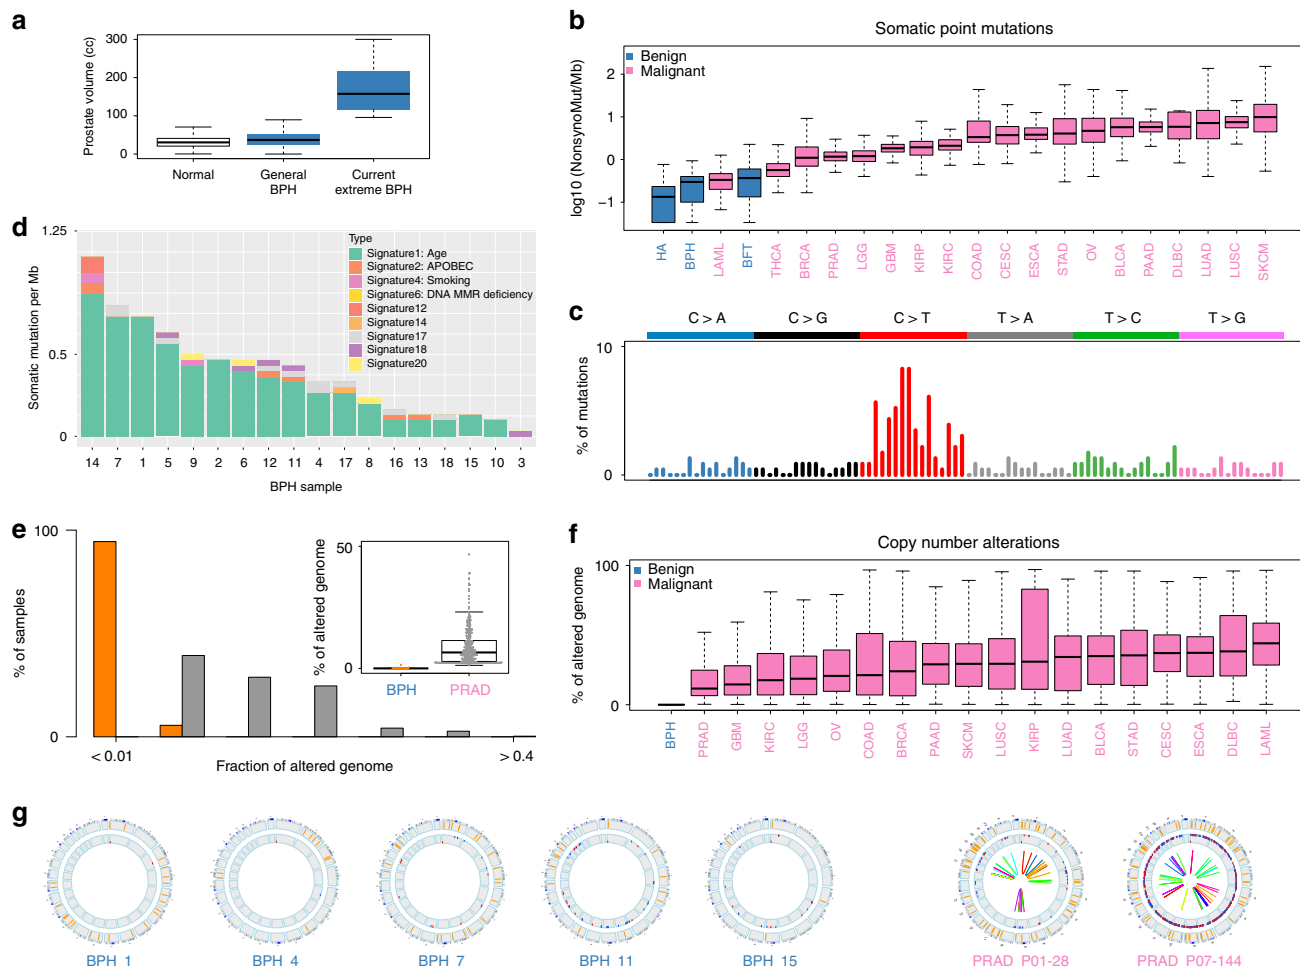 a
Prostate volume (cc)
300
200
100
0
Normal
General BPH
Current extreme BPH
b
Somatic point mutations
Benign
Malignant
log10 (NonsynoMut/Mb)
2
1
0
−1
HA
BPH
LAML
BFT
THCA
BRCA
PRAD
LGG
GBM
KIRP
KIRC
COAD
CESC
ESCA
STAD
OV
BLCA
PAAD
DLBC
LUAD
LUSC
SKCM
d
Somatic mutation per Mb
1.25
0.5
0
Type
Signature1: Age
Signature2: APOBEC
Signature4: Smoking
Signature6: DNA MMR deficiency
Signature12
Signature14
Signature17
Signature18
Signature20
14 7 1 5 9 2 6 12 11 4 17 8 16 13 18 15 10 3
BPH sample
c
C > A C > G C > T T > A T > C T > G
% of mutations
10
0
e
% of samples
100
0
< 0.01
> 0.4
Fraction of altered genome
% of altered genome
50
0
BPH
PRAD
f
Copy number alterations
Benign
Malignant
% of altered genome
100
0
BPH
PRAD
GBM
KIRC
LGG
OV
COAD
BRCA
PAAD
SKCM
LUSC
KIRP
LUAD
BLCA
STAD
CESC
ESCA
DLBC
LAML
g
BPH 1
BPH 4
BPH 7
BPH 11
BPH 15
PRAD P01-28
PRAD P07-144